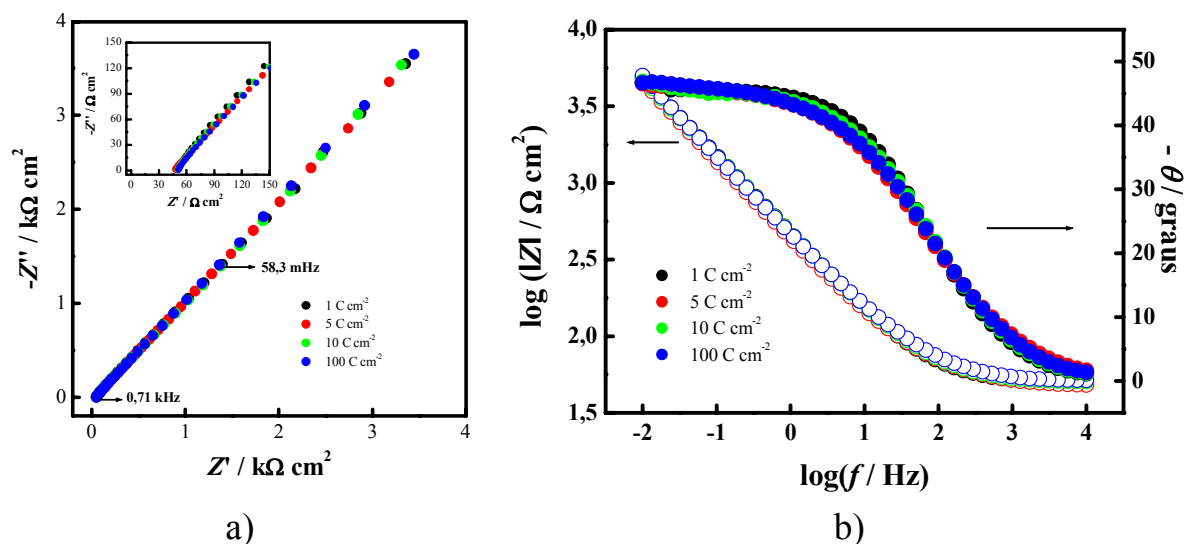 4
3
2
1
0
0 1 2 3 4
-Z'' / kΩ cm²
Z' / kΩ cm²
150
120
90
60
30
0
0 30 60 90 120 150
-Z'' / Ω cm²
Z' / Ω cm²
58,3 mHz
0,71 kHz
1 C cm⁻²
5 C cm⁻²
10 C cm⁻²
100 C cm⁻²
a)
4,0
3,5
3,0
2,5
2,0
1,5
-2 -1 0 1 2 3 4
log (|Z| / Ω cm²)
log(f / Hz)
50
40
30
20
10
0
- θ / graus
1 C cm⁻²
5 C cm⁻²
10 C cm⁻²
100 C cm⁻²
b)